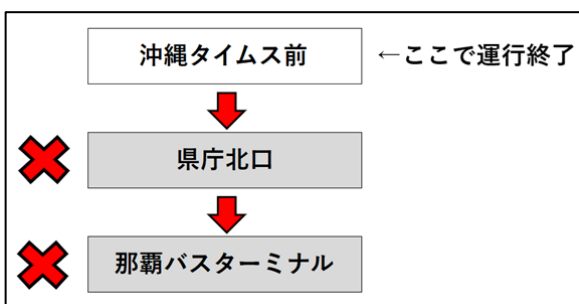 沖縄タイムス前 ←ここで運行終了
県庁北口
那覇バスターミナル